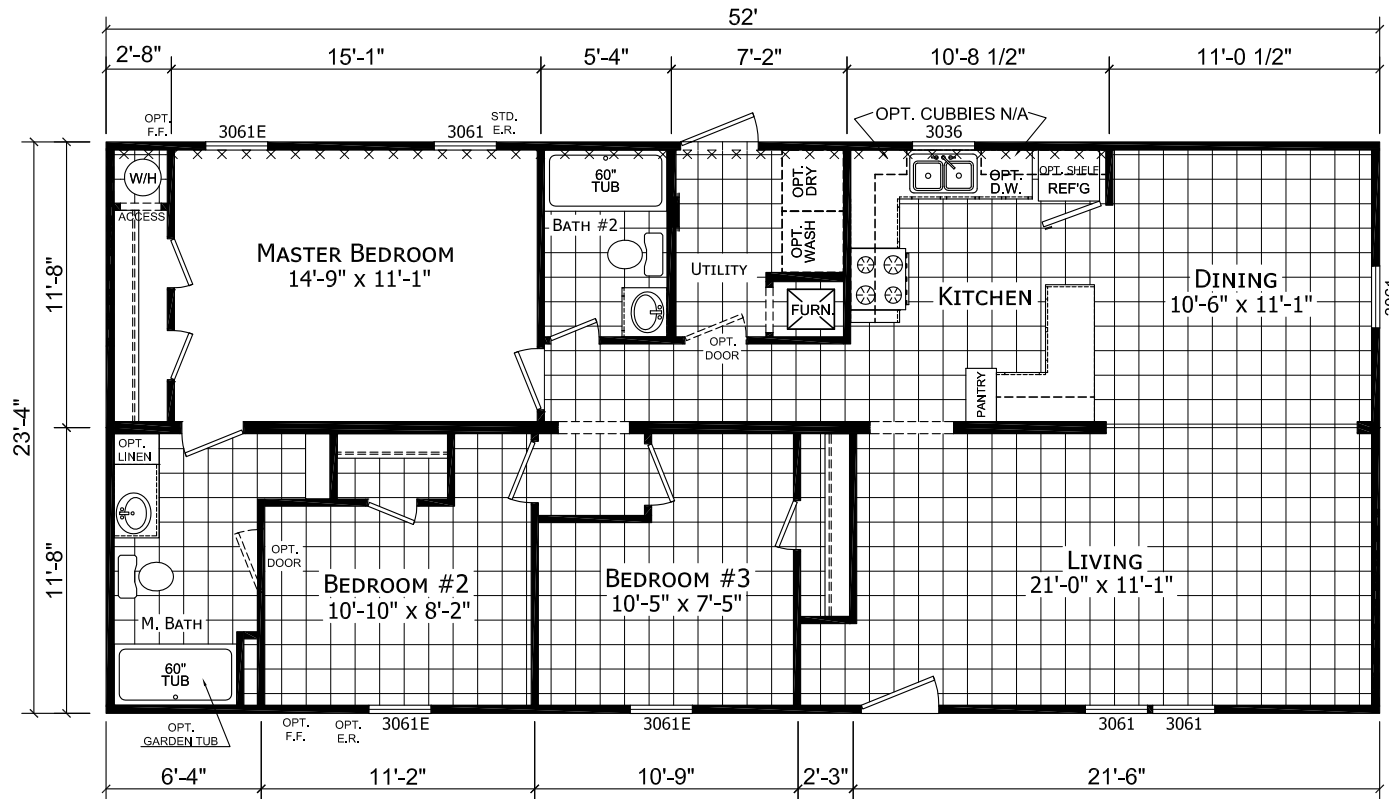 52'
2'-8"
15'-1"
5'-4"
7'-2"
10'-8 1/2"
11'-0 1/2"
OPT.
F.F.
3061E
3061
STD.
E.R.
OPT. CUBBIES N/A
3036
W/H
ACCESS
60"
TUB
OPT.
DRY
OPT.
D.W.
OPT. SHELF
REF'G
BATH #2
OPT.
WASH
MASTER BEDROOM
14'-9" x 11'-1"
UTILITY
FURN.
KITCHEN
DINING
10'-6" x 11'-1"
11'-8"
OPT.
DOOR
PANTRY
23'-4"
OPT.
LINEN
OPT.
DOOR
BEDROOM #2
10'-10" x 8'-2"
BEDROOM #3
10'-5" x 7'-5"
LIVING
21'-0" x 11'-1"
11'-8"
M. BATH
60"
TUB
OPT.
GARDEN TUB
OPT.
F.F.
OPT.
E.R.
3061E
3061E
3061
3061
6'-4"
11'-2"
10'-9"
2'-3"
21'-6"